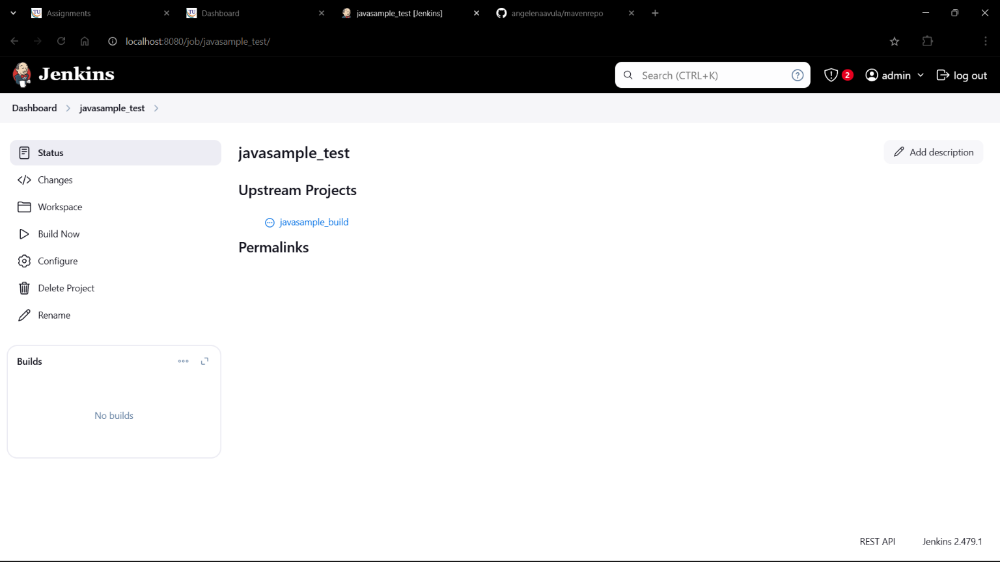 TU Assignments
TU Dashboard
javasample_test [Jenkins]
angelenaavula/mavenrepo
localhost:8080/job/javasample_test/
Jenkins
Search (CTRL+K)
?
2
admin
log out
Dashboard
javasample_test
Status
Changes
Workspace
Build Now
Configure
Delete Project
Rename
Builds
No builds
javasample_test
Add description
Upstream Projects
javasample_build
Permalinks
REST API
Jenkins 2.479.1